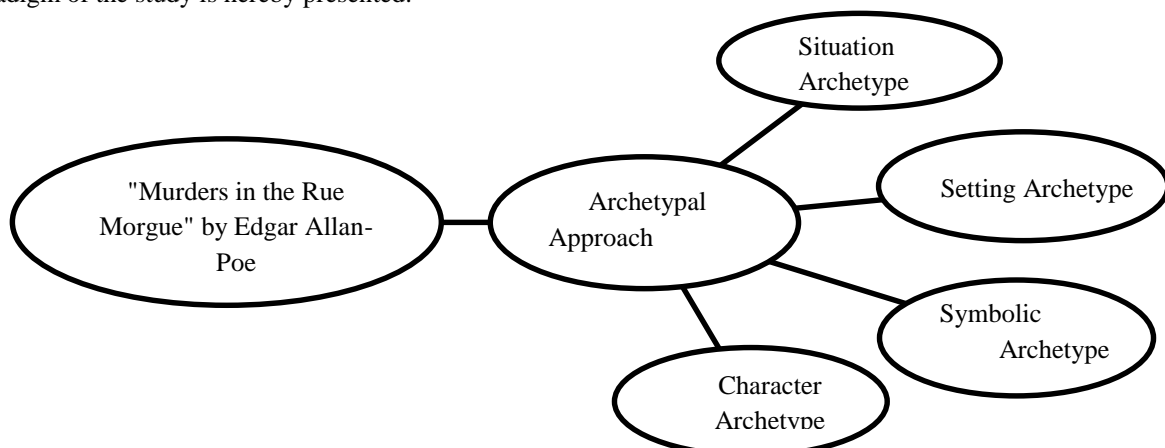 adigm of the study is hereby presented.
Situation
Archetype
"Murders in the Rue
Morgue" by Edgar Allan-
Poe
Archetypal
Approach
Setting Archetype
Symbolic
Archetype
Character
Archetype